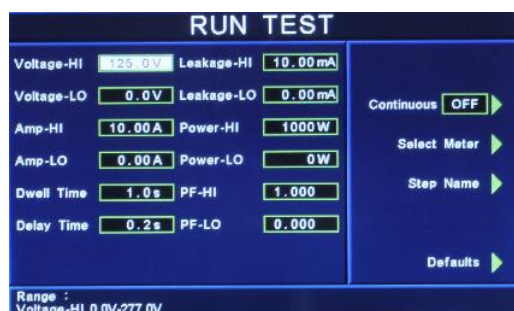 RUN TEST
Voltage-HI 125.0V Leakage-HI 10.00mA
Voltage-LO 0.0V Leakage-LO 0.00mA
Continuous OFF
Amp-HI 10.00A Power-HI 1000W
Select Meter
Amp-LO 0.00A Power-LO 0W
Step Name
Dwell Time 1.0s PF-HI 1.000
Delay Time 0.2s PF-LO 0.000
Defaults
Range :
Voltage-HI 0.0V-277.0V